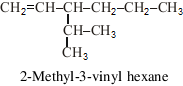 CH₂=CH–CH–CH₂–CH₂–CH₃
CH–CH₃
CH₃
2-Methyl-3-vinyl hexane